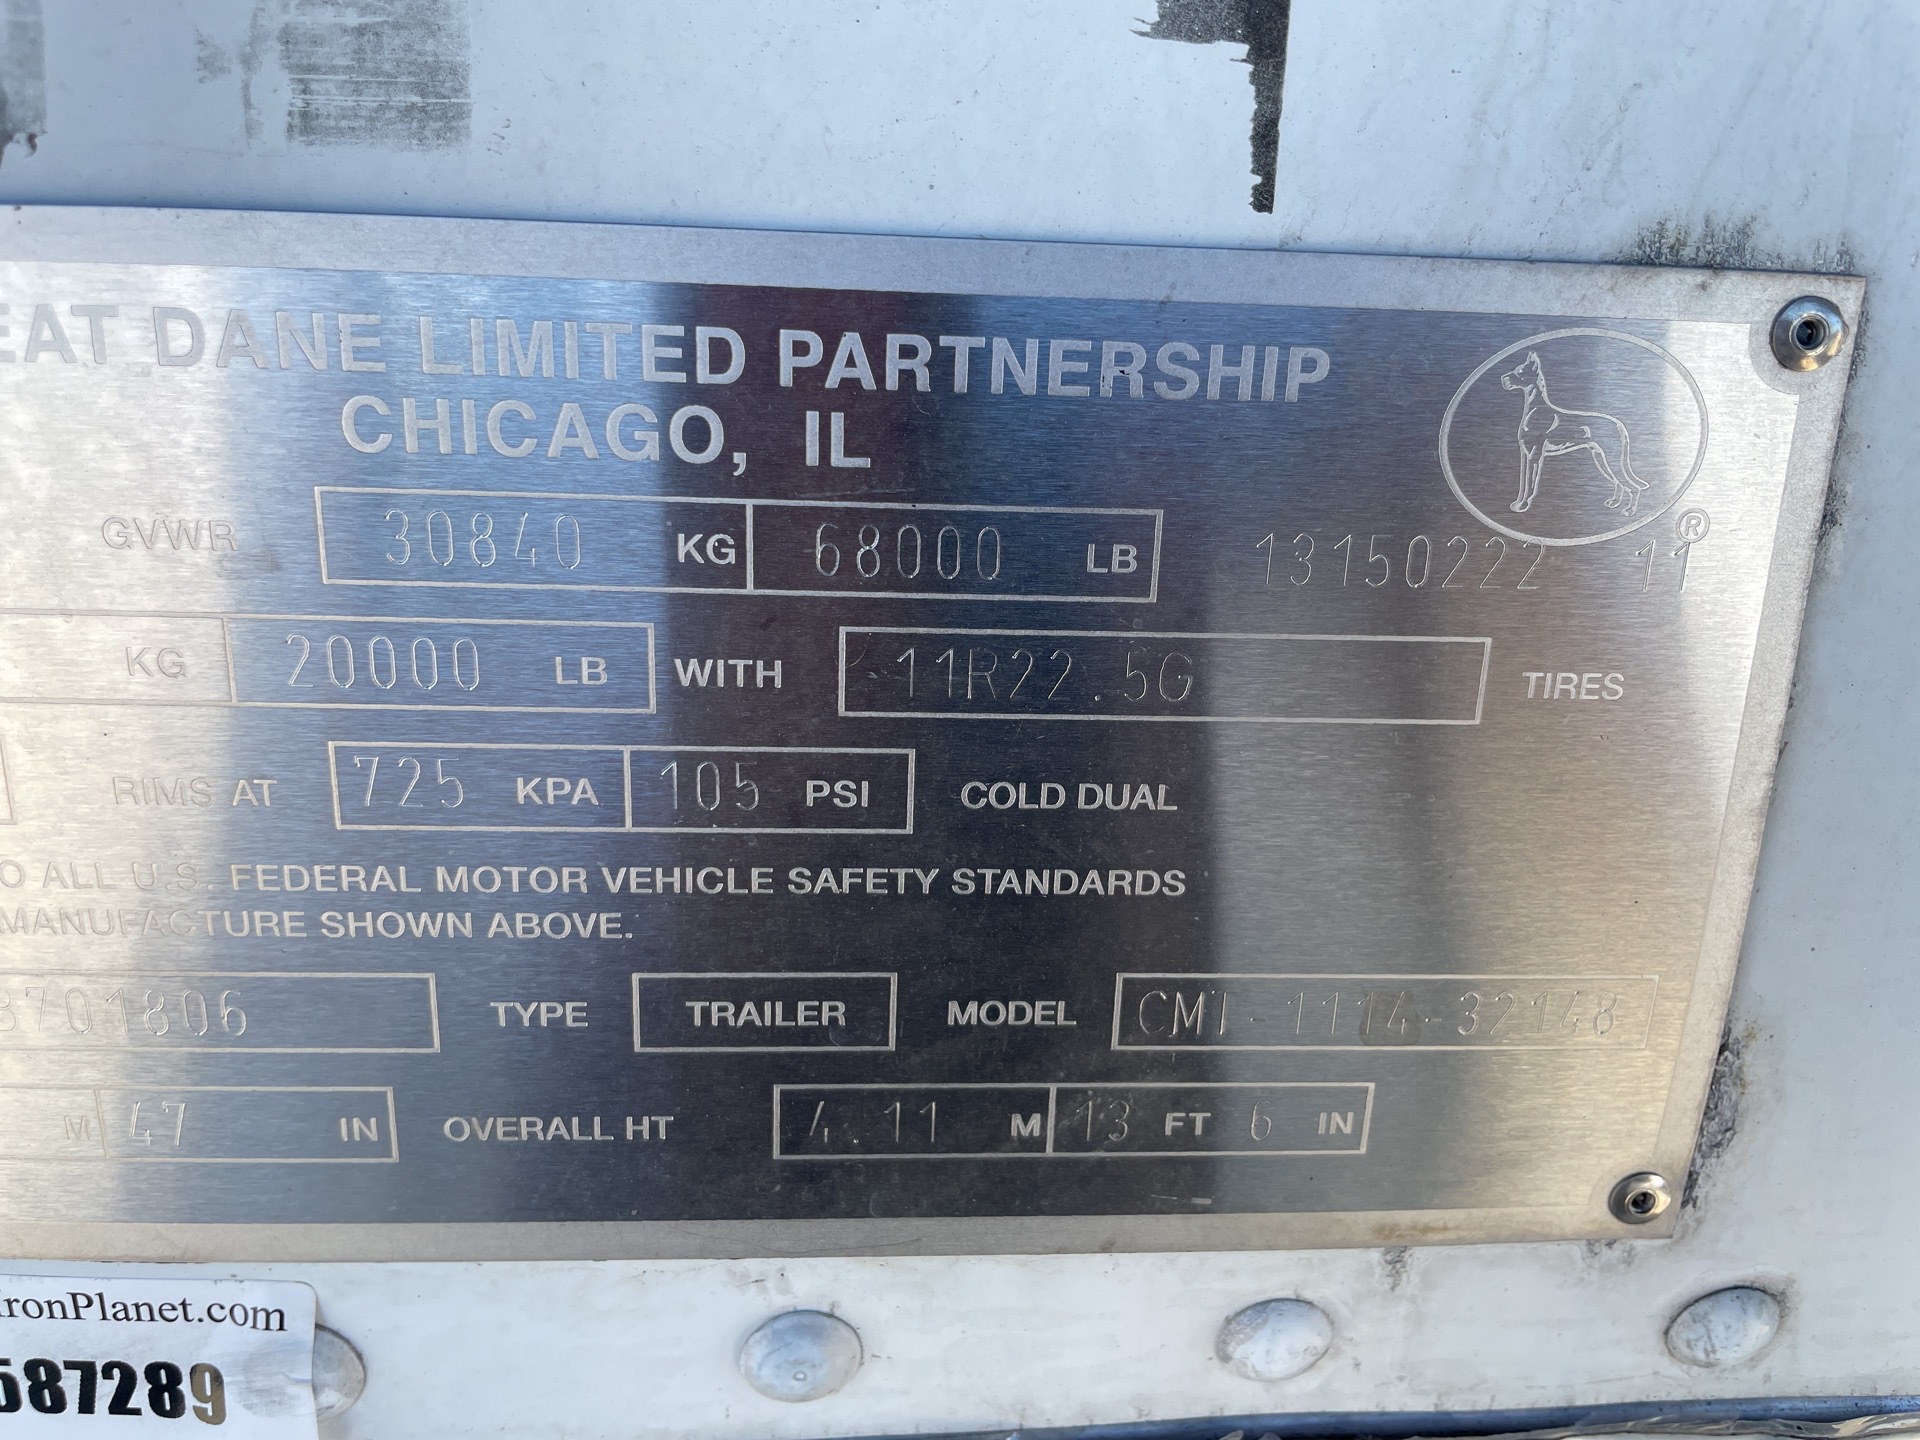 EAT DANE LIMITED PARTNERSHIP
CHICAGO, IL
®
GVWR 30840 KG 68000 LB 13150222 11
KG 20000 LB WITH 11R22.5G TIRES
RIMS AT 725 KPA 105 PSI COLD DUAL
O ALL U.S. FEDERAL MOTOR VEHICLE SAFETY STANDARDS
MANUFACTURE SHOWN ABOVE.
B701806 TYPE TRAILER MODEL CMT-1114-32148
M 47 IN OVERALL HT 4.11 M 13 FT 6 IN
IronPlanet.com
587289